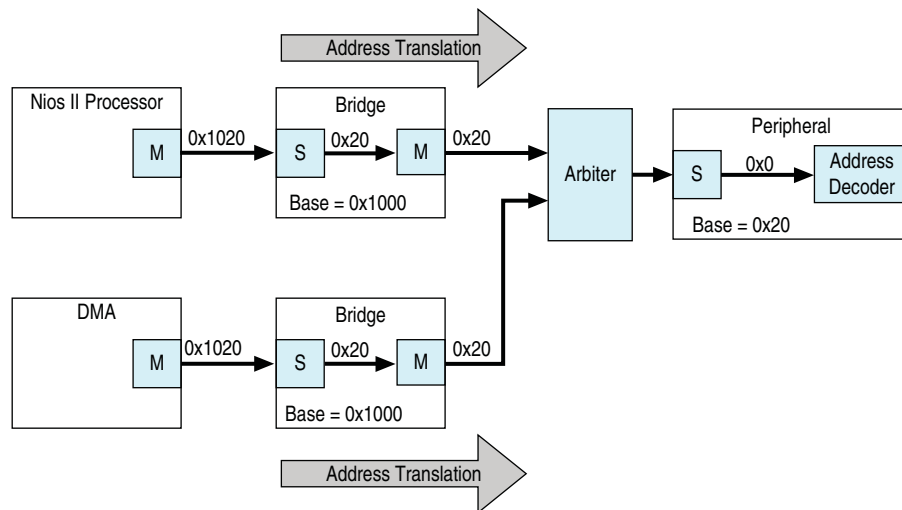 Address Translation
Nios II Processor
M
0x1020
Bridge
S
0x20
M
Base = 0x1000
0x20
Arbiter
Peripheral
S
0x0
Address
Decoder
Base = 0x20
DMA
M
0x1020
Bridge
S
0x20
M
Base = 0x1000
0x20
Address Translation